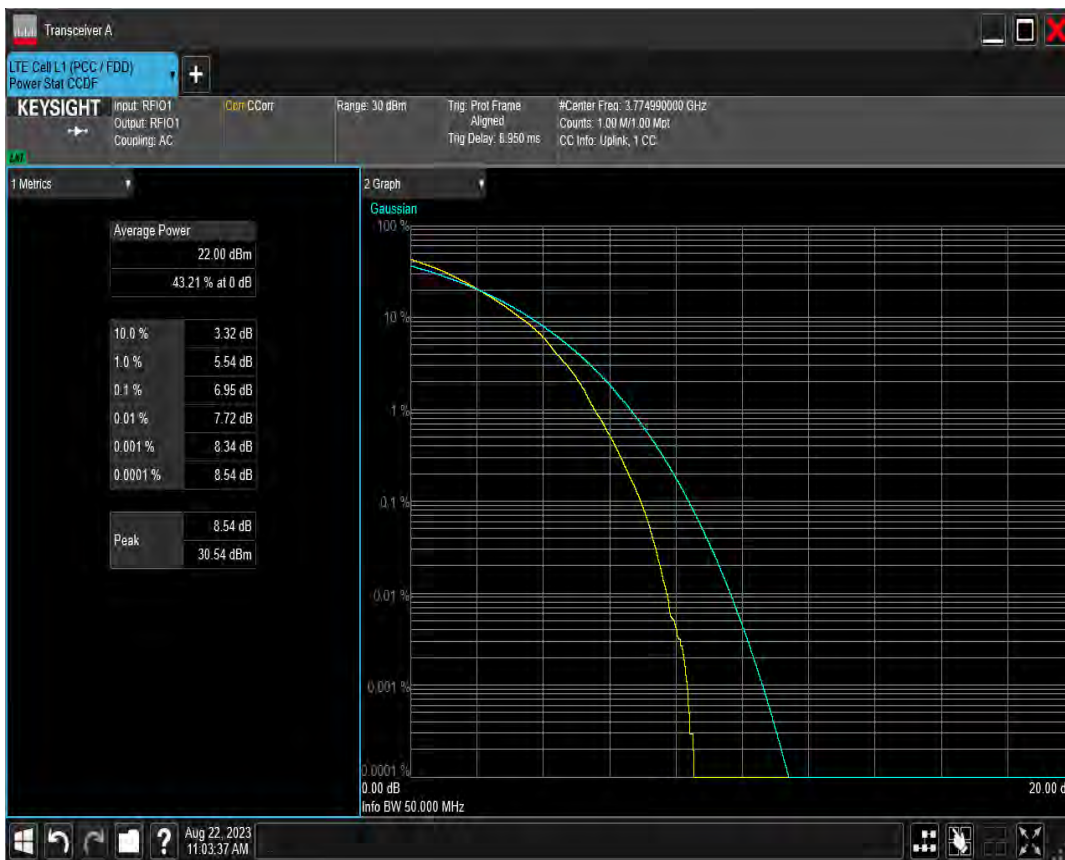 Transceiver A
LTE Cell L1 (PCC / FDD)
Power Stat CCDF
+
KEYSIGHT
Input: RFIO1
Output: RFIO1
Coupling: AC
Corr CCorr
Range: 30 dBm
Trig: Prot Frame
Aligned
Trig Delay: 8.950 ms
#Center Freq: 3.774990000 GHz
Counts: 1.00 M/1.00 Mpt
CC Info: Uplink, 1 CC
1 Metrics
Average Power
22.00 dBm
43.21 % at 0 dB
10.0 % 3.32 dB
1.0 % 5.54 dB
0.1 % 6.95 dB
0.01 % 7.72 dB
0.001 % 8.34 dB
0.0001 % 8.54 dB
Peak
8.54 dB
30.54 dBm
2 Graph
Gaussian
100 %
10 %
1 %
0.1 %
0.01 %
0.001 %
0.0001 %
0.00 dB
20.00 d
Info BW 50.000 MHz
?
Aug 22, 2023
11:03:37 AM